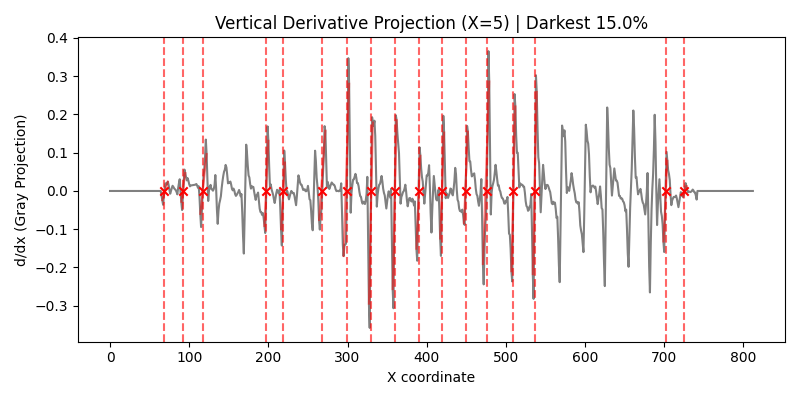 Vertical Derivative Projection (X=5) | Darkest 15.0%
d/dx (Gray Projection)
0.4
0.3
0.2
0.1
0.0
−0.1
−0.2
−0.3
0 100 200 300 400 500 600 700 800
X coordinate